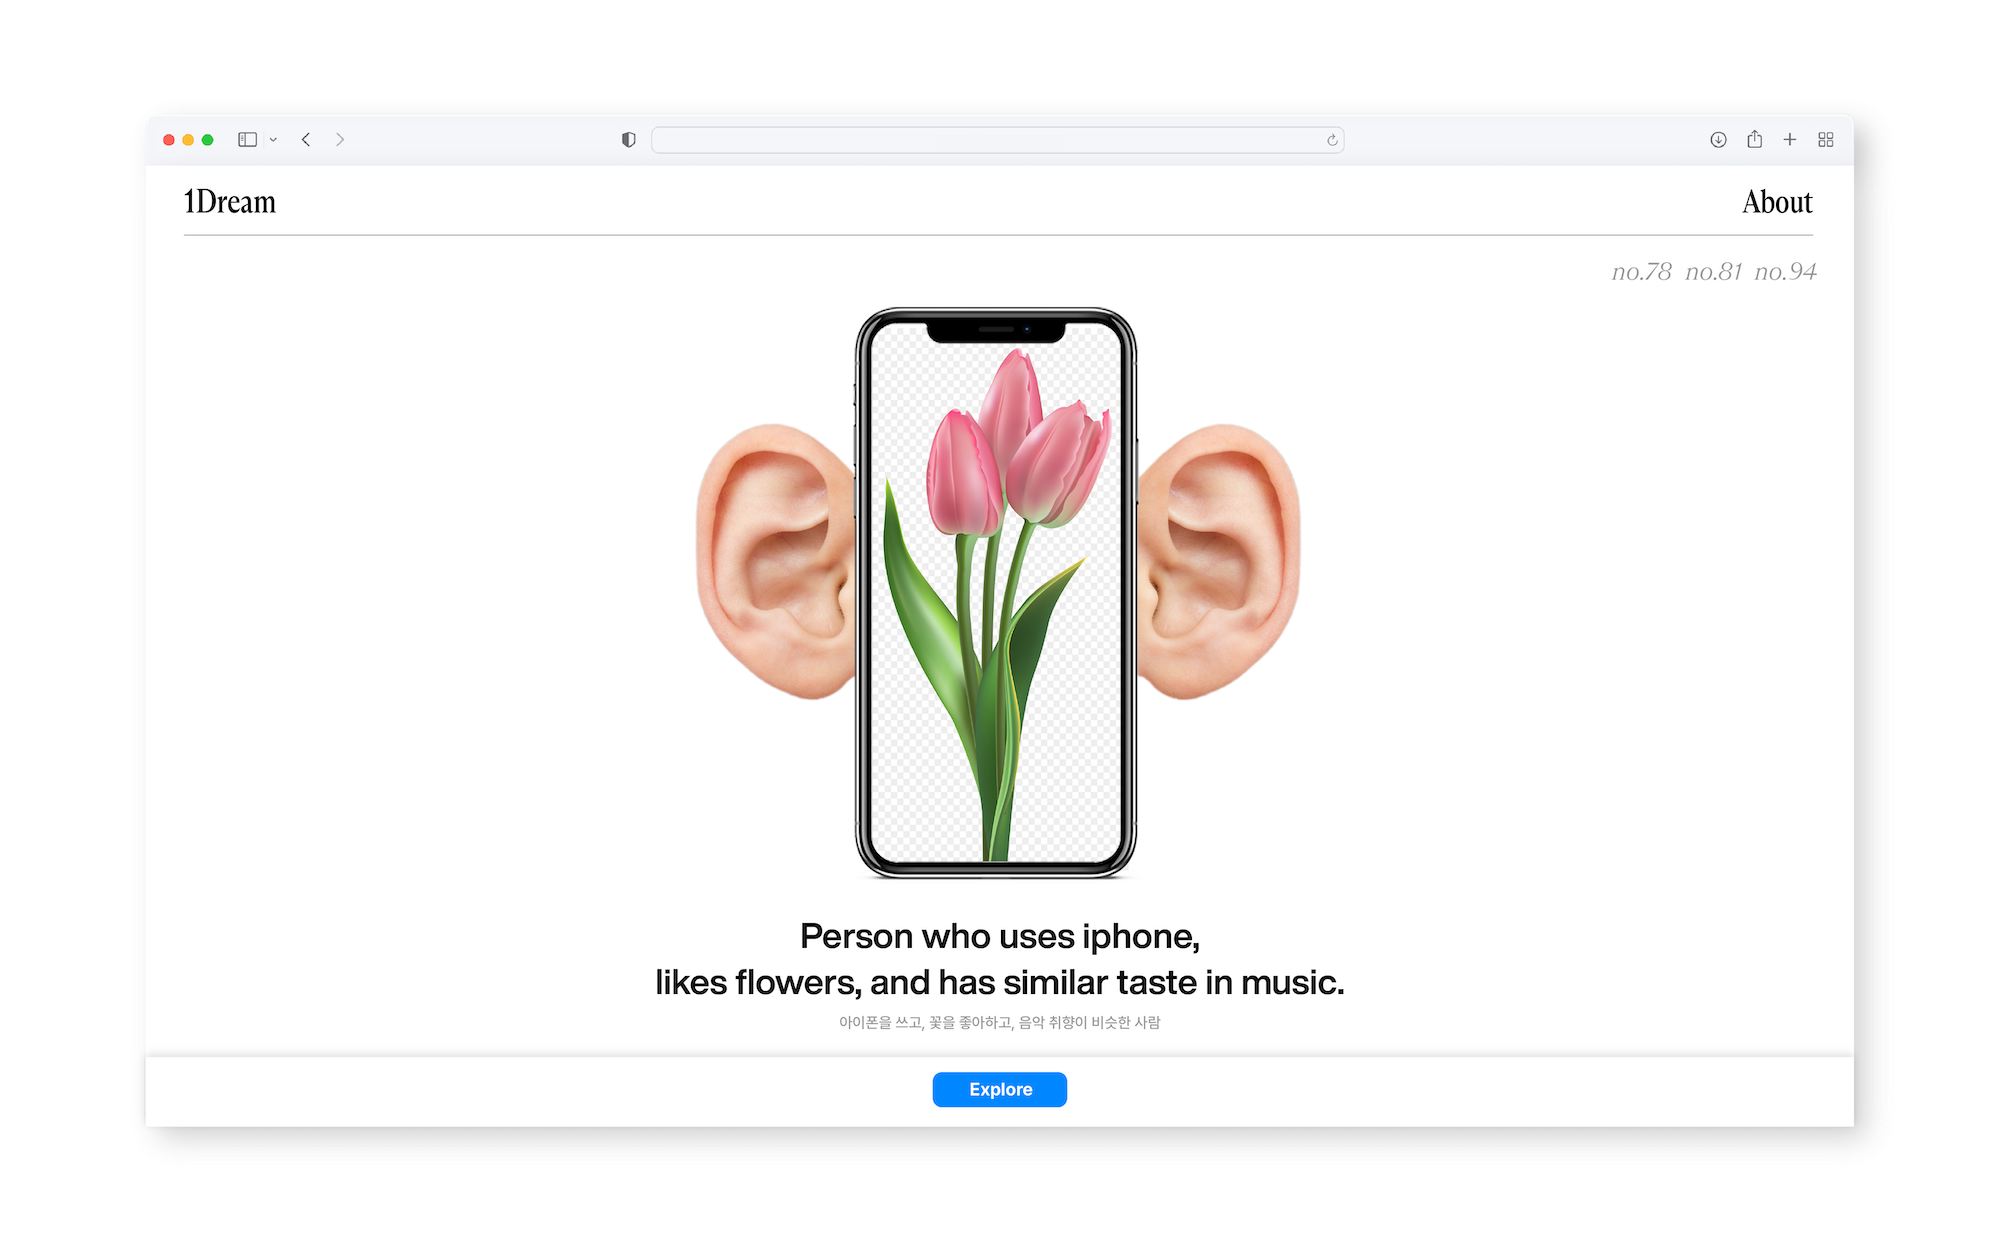 1Dream
About
no.78 no.81 no.94
Person who uses iphone,
likes flowers, and has similar taste in music.
아이폰을 쓰고, 꽃을 좋아하고, 음악 취향이 비슷한 사람
Explore